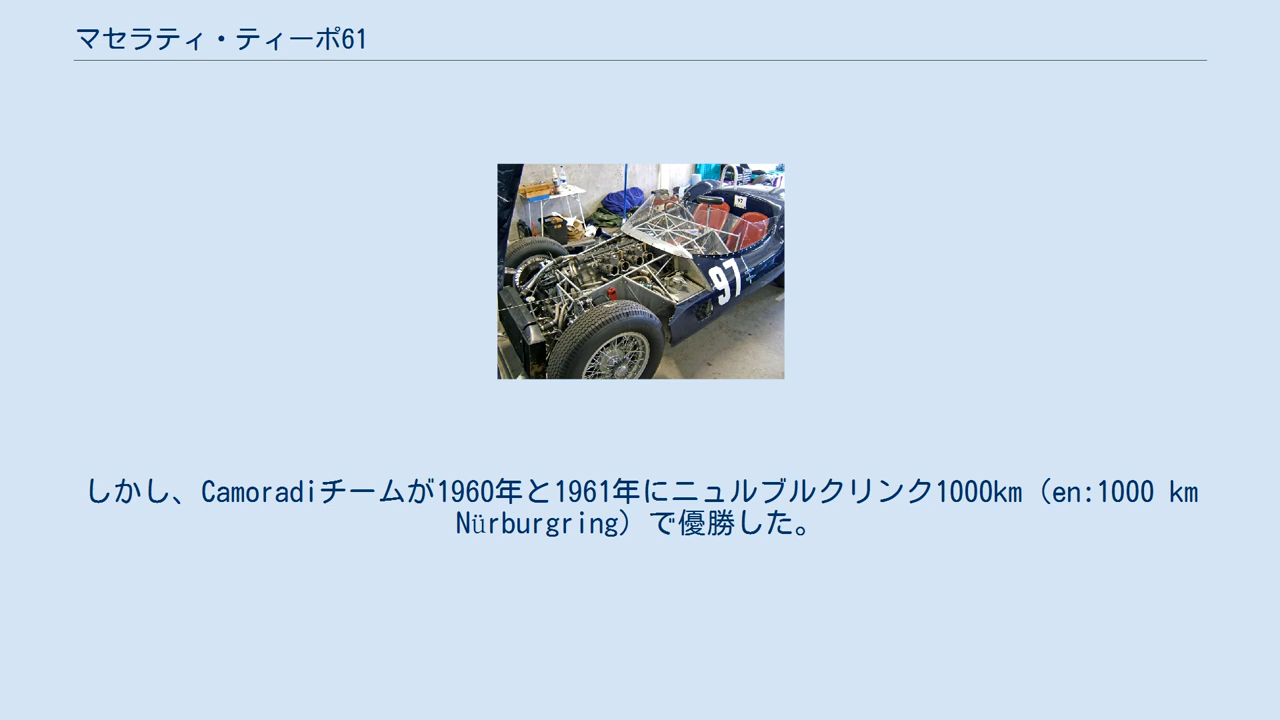 マセラティ・ティーポ61
97
しかし、Camoradiチームが1960年と1961年にニュルブルクリンク1000km（en:1000 km
Nürburgring）で優勝した。